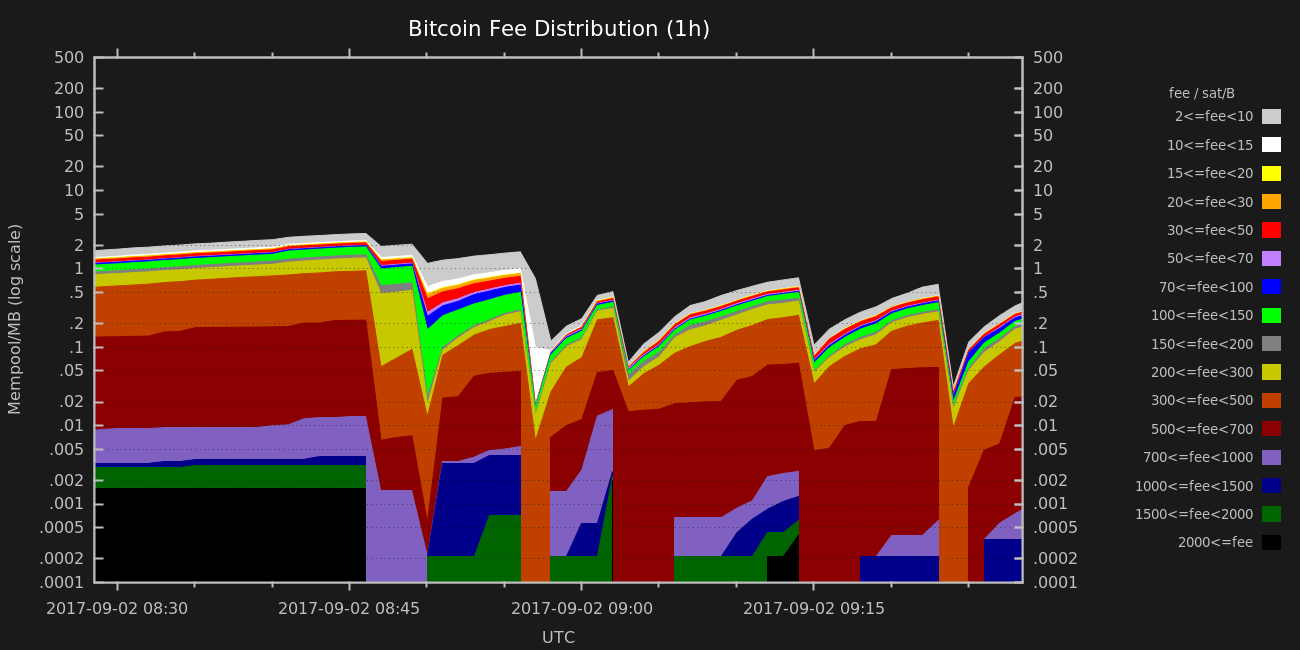 Bitcoin Fee Distribution (1h)
500 500
200 200
100 100
50 50
20 20
10 10
5 5
2 2
1 1
.5 .5
.2 .2
.1 .1
.05 .05
.02 .02
.01 .01
.005 .005
.002 .002
.001 .001
.0005 .0005
.0002 .0002
.0001 .0001
Mempool/MB (log scale)
2017-09-02 08:30 2017-09-02 08:45 2017-09-02 09:00 2017-09-02 09:15
UTC
fee / sat/B
2<=fee<10
10<=fee<15
15<=fee<20
20<=fee<30
30<=fee<50
50<=fee<70
70<=fee<100
100<=fee<150
150<=fee<200
200<=fee<300
300<=fee<500
500<=fee<700
700<=fee<1000
1000<=fee<1500
1500<=fee<2000
2000<=fee